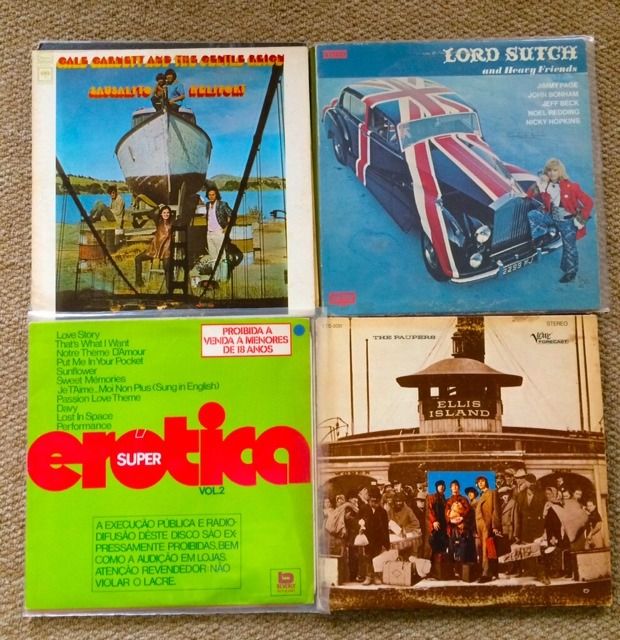 GALE GARNETT AND THE GENTLE REIGN
SAUSALITO HELIPORT
LORD SUTCH
and Heavy Friends
JIMMY PAGE
JOHN BONHAM
JEFF BECK
NOEL REDDING
NICKY HOPKINS
Love Story
That's What I Want
Notre Theme D'Amour
Put Me In Your Pocket
Sunflower
Sweet Memories
Je T'Aime...Moi Non Plus (Sung in English)
Passion Love Theme
Davy
Lost In Space
Performance
PROIBIDA A
VENDA A MENORES
DE 18 ANOS
erótica
SUPER
VOL.2
A EXECUÇÃO PÚBLICA E RADIO-
DIFUSÃO DÊSTE DISCO SÃO EX-
PRESSAMENTE PROIBIDAS, BEM
COMO A AUDIÇÃO EM LOJAS.
ATENÇÃO REVENDEDOR: NÃO
VIOLAR O LACRE.
THE PAUPERS
Verve
FORECAST
STEREO
ELLIS
ISLAND